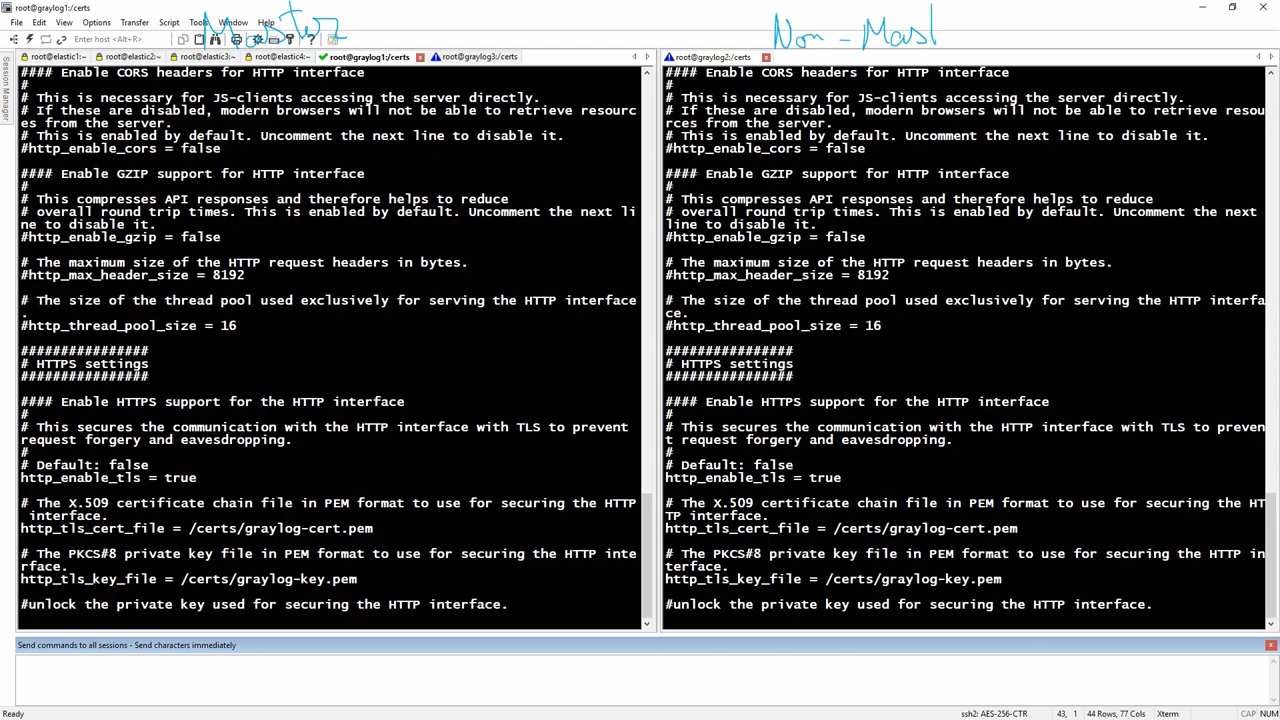 root@graylog1:/certs
File Edit View Options Transfer Script Tools Window Help
Master
Non-Mast
Enter host <Alt+R>
Session Manager
root@elastic1:~ root@elastic2:~ root@elastic3:~ root@elastic4:~ root@graylog1:/certs root@graylog3:/certs
#### Enable CORS headers for HTTP interface
#
# This is necessary for JS-clients accessing the server directly.
# If these are disabled, modern browsers will not be able to retrieve resourc
es from the server.
# This is enabled by default. Uncomment the next line to disable it.
#http_enable_cors = false
#### Enable GZIP support for HTTP interface
#
# This compresses API responses and therefore helps to reduce
# overall round trip times. This is enabled by default. Uncomment the next li
ne to disable it.
#http_enable_gzip = false
# The maximum size of the HTTP request headers in bytes.
#http_max_header_size = 8192
# The size of the thread pool used exclusively for serving the HTTP interface
.
#http_thread_pool_size = 16
################
# HTTPS settings
################
#### Enable HTTPS support for the HTTP interface
#
# This secures the communication with the HTTP interface with TLS to prevent
request forgery and eavesdropping.
#
# Default: false
http_enable_tls = true
# The X.509 certificate chain file in PEM format to use for securing the HTTP
 interface.
http_tls_cert_file = /certs/graylog-cert.pem
# The PKCS#8 private key file in PEM format to use for securing the HTTP inte
rface.
http_tls_key_file = /certs/graylog-key.pem
#unlock the private key used for securing the HTTP interface.
root@graylog2:/certs
#### Enable CORS headers for HTTP interface
#
# This is necessary for JS-clients accessing the server directly.
# If these are disabled, modern browsers will not be able to retrieve resou
rces from the server.
# This is enabled by default. Uncomment the next line to disable it.
#http_enable_cors = false
#### Enable GZIP support for HTTP interface
#
# This compresses API responses and therefore helps to reduce
# overall round trip times. This is enabled by default. Uncomment the next
line to disable it.
#http_enable_gzip = false
# The maximum size of the HTTP request headers in bytes.
#http_max_header_size = 8192
# The size of the thread pool used exclusively for serving the HTTP interfa
ce.
#http_thread_pool_size = 16
################
# HTTPS settings
################
#### Enable HTTPS support for the HTTP interface
#
# This secures the communication with the HTTP interface with TLS to preven
t request forgery and eavesdropping.
#
# Default: false
http_enable_tls = true
# The X.509 certificate chain file in PEM format to use for securing the HT
TP interface.
http_tls_cert_file = /certs/graylog-cert.pem
# The PKCS#8 private key file in PEM format to use for securing the HTTP in
terface.
http_tls_key_file = /certs/graylog-key.pem
#unlock the private key used for securing the HTTP interface.
Send commands to all sessions - Send characters immediately
Ready ssh2: AES-256-CTR 43, 1 44 Rows, 77 Cols Xterm CAP NUM